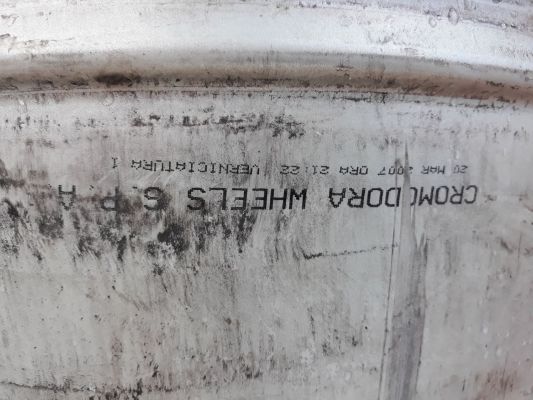 CROMODORA WHEELS S.P.A.
20 MAR 2007 ORA 21:22 VERNICIATURA 1